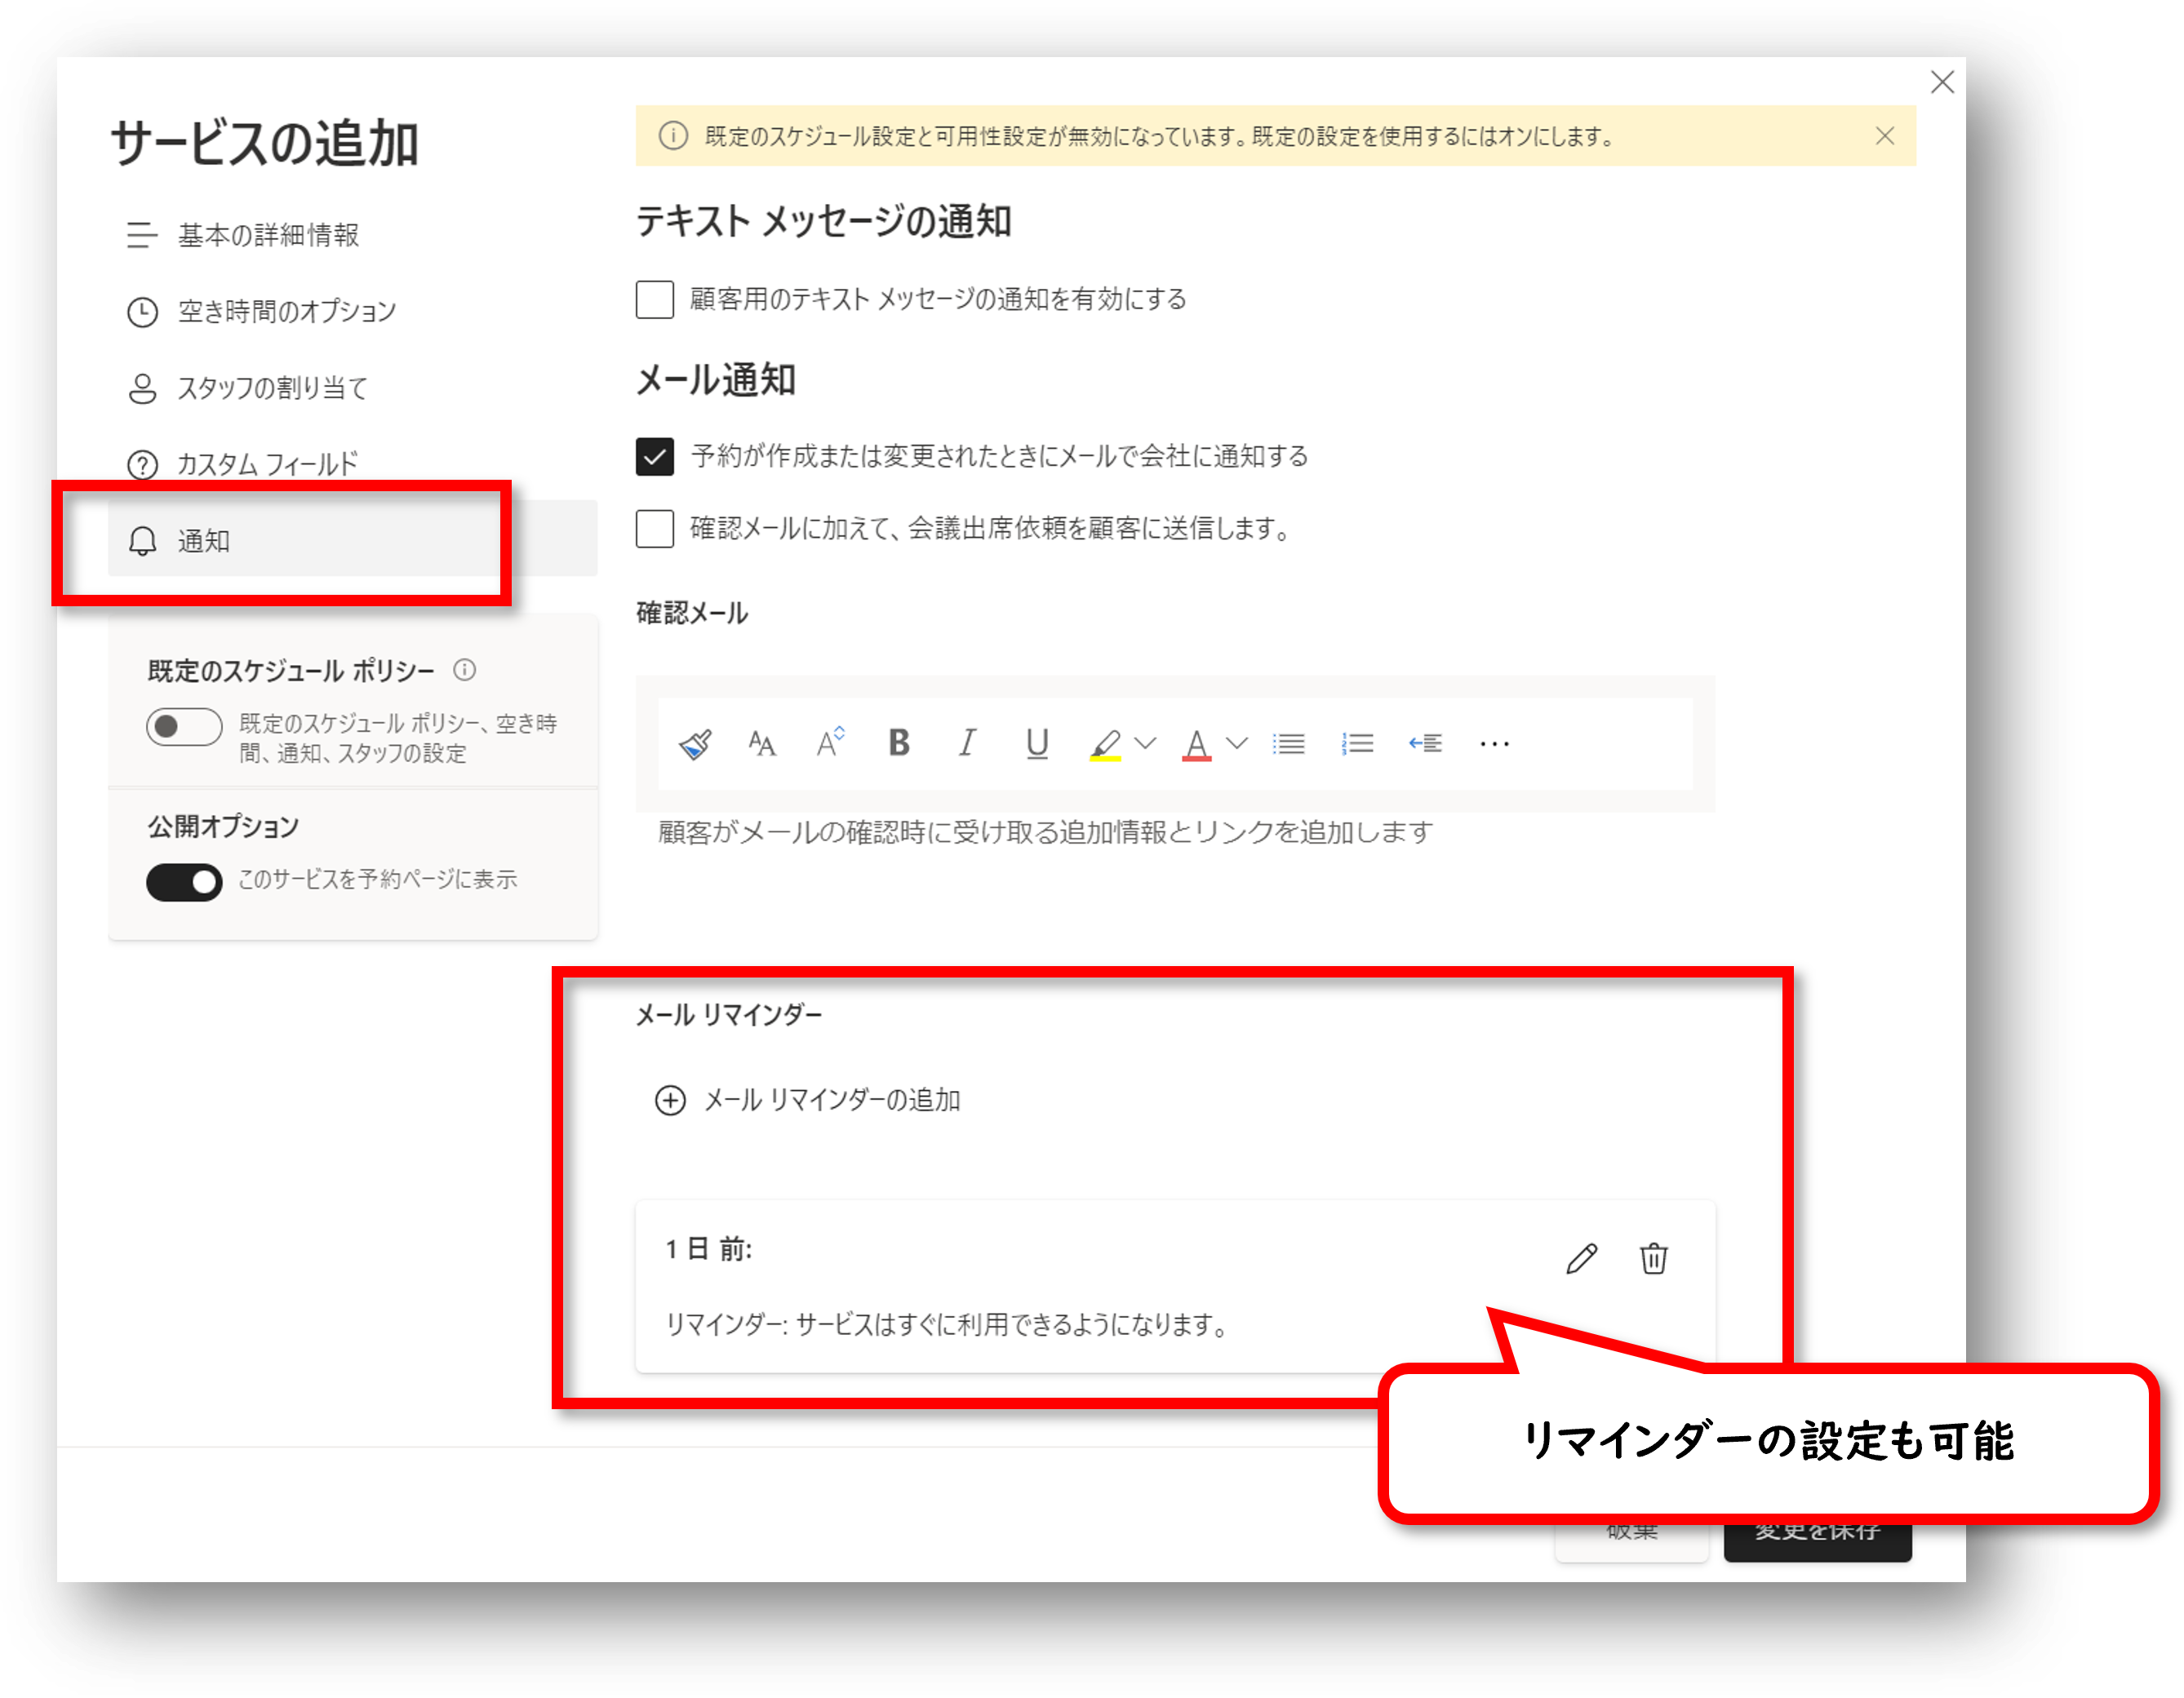 サービスの追加
基本の詳細情報
空き時間のオプション
スタッフの割り当て
カスタム フィールド
通知
既定のスケジュール ポリシー
既定のスケジュール ポリシー、空き時
間、通知、スタッフの設定
公開オプション
このサービスを予約ページに表示
既定のスケジュール設定と可用性設定が無効になっています。既定の設定を使用するにはオンにします。
テキスト メッセージの通知
顧客用のテキスト メッセージの通知を有効にする
メール通知
予約が作成または変更されたときにメールで会社に通知する
確認メールに加えて、会議出席依頼を顧客に送信します。
確認メール
顧客がメールの確認時に受け取る追加情報とリンクを追加します
メール リマインダー
メール リマインダーの追加
1 日 前:
リマインダー: サービスはすぐに利用できるようになります。
リマインダーの設定も可能
破棄
変更を保存